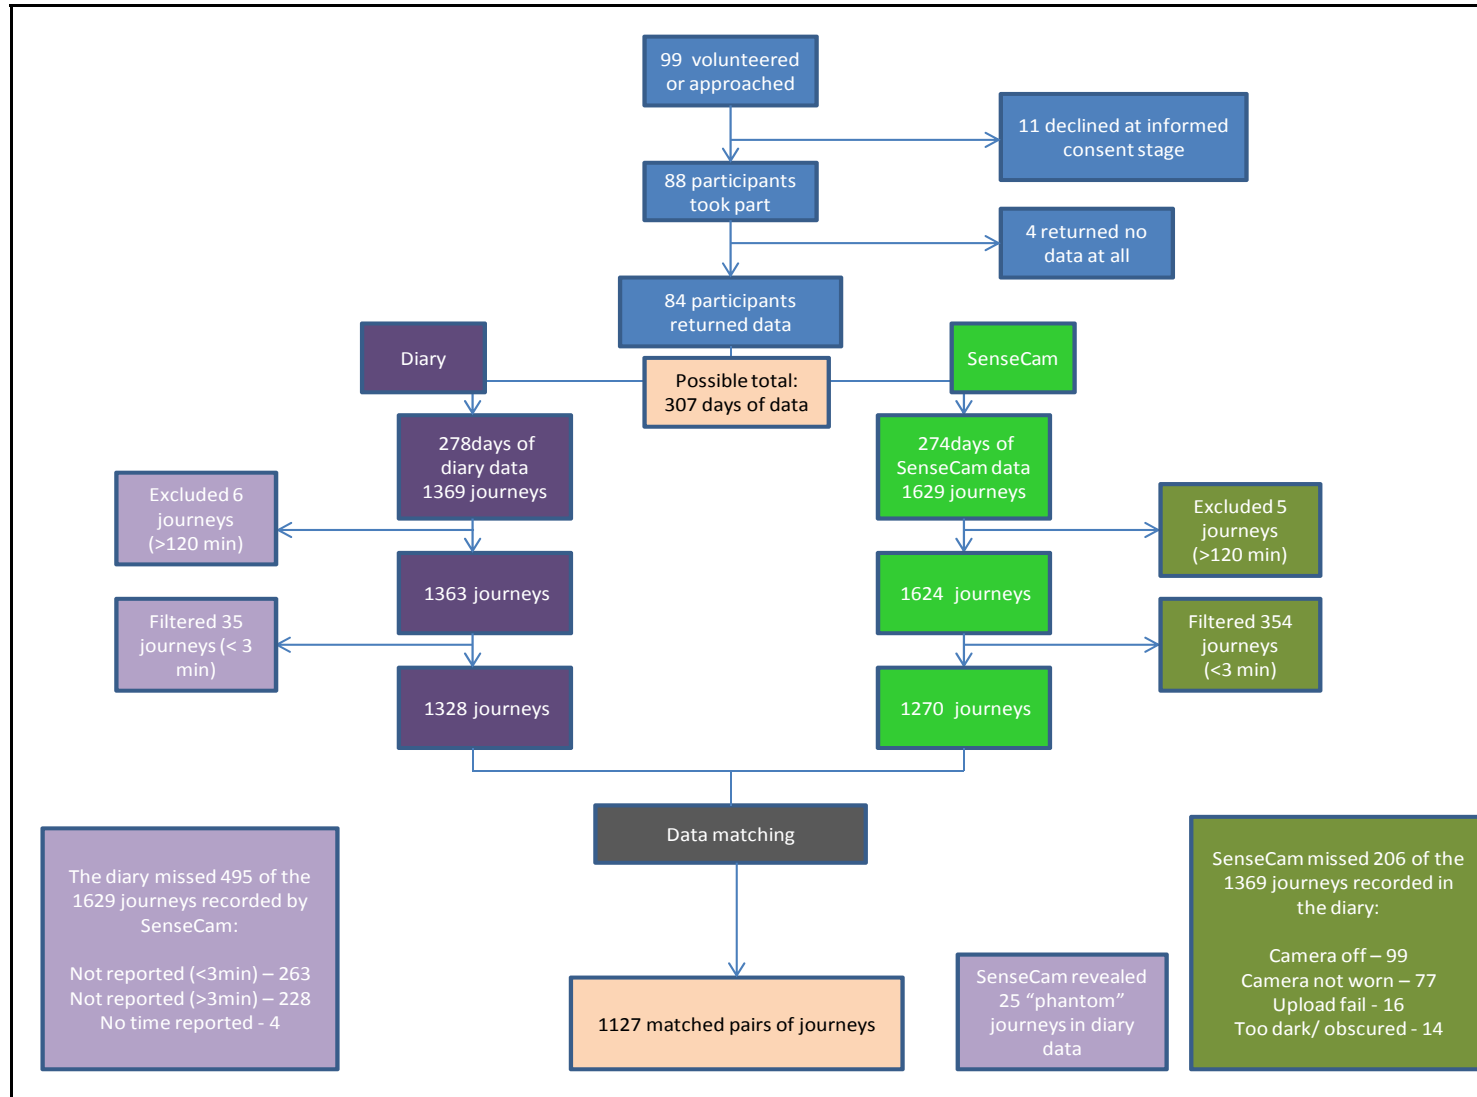 99  volunteered
or approached
11 declined at informed
consent stage
88 participants
took part
4 returned no
data at all
84 participants
returned data
Diary
SenseCam
Possible total:
307 days of data
278days of
diary data
1369 journeys
274days of
SenseCam data
1629 journeys
Excluded 6
journeys
(>120 min)
Excluded 5
journeys
(>120 min)
1363 journeys
1624  journeys
Filtered 35
journeys (< 3
min)
Filtered 354
journeys
(<3 min)
1328 journeys
1270  journeys
Data matching
The diary missed 495 of the
1629 journeys recorded by
SenseCam:
Not reported (<3min) – 263
Not reported (>3min) – 228
No time reported - 4
1127 matched pairs of journeys
SenseCam revealed
25 “phantom”
journeys in diary
data
SenseCam missed 206 of the
1369 journeys recorded in
the diary:
Camera off – 99
Camera not worn – 77
Upload fail - 16
Too dark/ obscured - 14